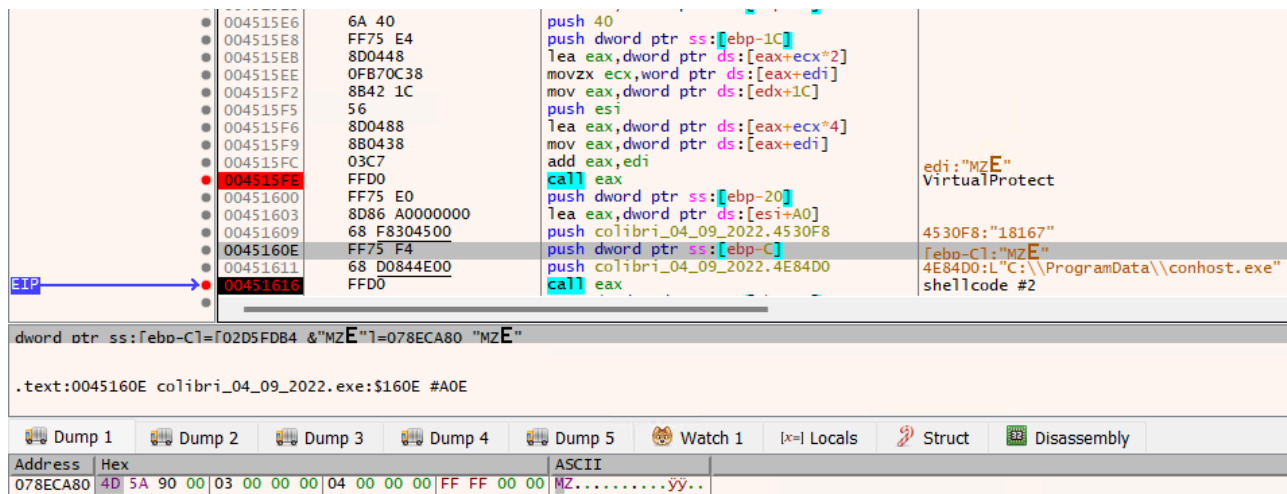 004515E6 6A 40 push 40
004515E8 FF75 E4 push dword ptr ss:[ebp-1C]
004515EB 8D0448 lea eax,dword ptr ds:[eax+ecx*2]
004515EE 0FB70C38 movzx ecx,word ptr ds:[eax+edi]
004515F2 8B42 1C mov eax,dword ptr ds:[edx+1C]
004515F5 56 push esi
004515F6 8D0488 lea eax,dword ptr ds:[eax+ecx*4]
004515F9 8B0438 mov eax,dword ptr ds:[eax+edi]
004515FC 03C7 add eax,edi edi:"MZE"
004515FE FFD0 call eax VirtualProtect
00451600 FF75 E0 push dword ptr ss:[ebp-20]
00451603 8D86 A0000000 lea eax,dword ptr ds:[esi+A0]
00451609 68 F8304500 push colibri_04_09_2022.4530F8 4530F8:"18167"
0045160E FF75 F4 push dword ptr ss:[ebp-C] [ebp-C]:"MZE"
00451611 68 D0844E00 push colibri_04_09_2022.4E84D0 4E84D0:L"C:\\ProgramData\\conhost.exe"
EIP 00451616 FFD0 call eax shellcode #2
dword ptr ss:[ebp-C]=[02D5FDB4 &"MZE"]=078ECA80 "MZE"
.text:0045160E colibri_04_09_2022.exe:$160E #A0E
Dump 1 Dump 2 Dump 3 Dump 4 Dump 5 Watch 1 [x=] Locals Struct Disassembly
Address Hex ASCII
078ECA80 4D 5A 90 00 03 00 00 00 04 00 00 00 FF FF 00 00 MZ..........ÿÿ..